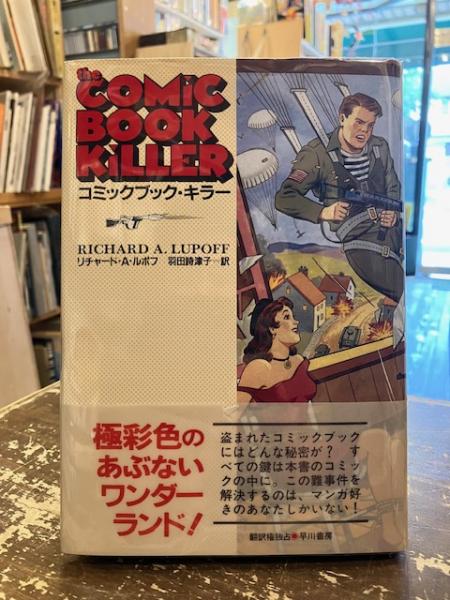 the
COMIC
BOOK
KILLER
コミックブック・キラー
RICHARD A. LUPOFF
リチャード・A・ルポフ 羽田詩津子=訳
極彩色の
あぶない
ワンダー
ランド!
盗まれたコミックブック
にはどんな秘密が? す
べての鍵は本書のコミッ
クの中に。この難事件を
解決するのは、マンガ好
きのあなたしかいない!
翻訳権独占●早川書房